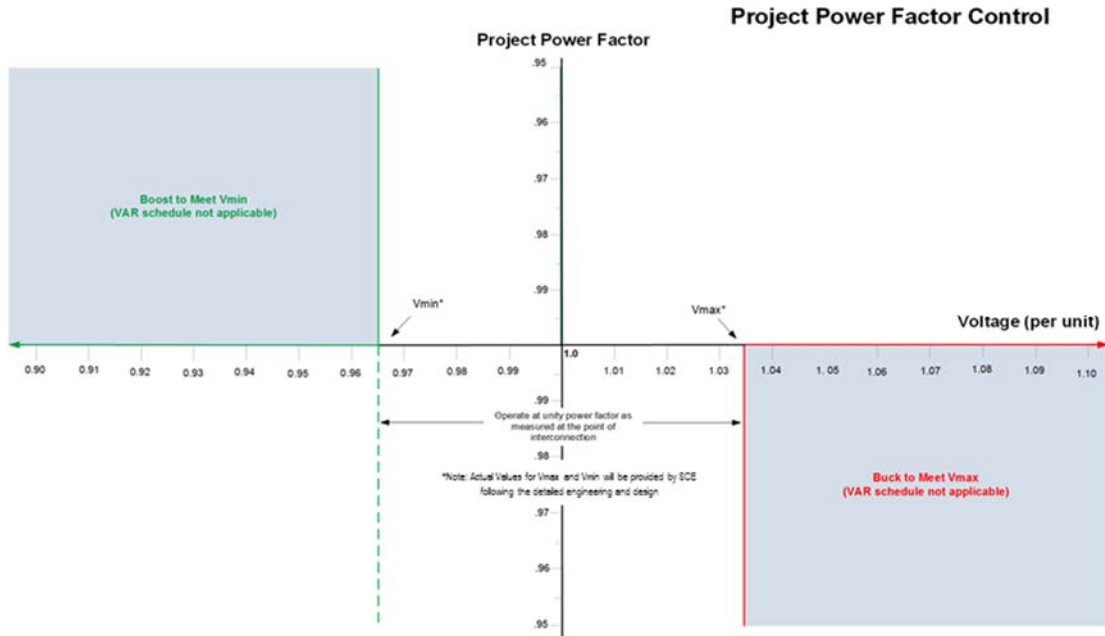 Project Power Factor Control
Project Power Factor
.95
.96
.97
.98
.99
Boost to Meet Vmin
(VAR schedule not applicable)
Vmin*
Vmax*
Voltage (per unit)
1.0
0.90
0.91
0.92
0.93
0.94
0.95
0.96
0.97
0.98
0.99
1.01
1.02
1.03
1.04
1. 05
1.06
1.07
1.08
1.09
1.10
.99
Operate at unity power factor as
measured at the point of
interconnection
.98
*Note: Actual Values for Vmax and Vmin will be provided by SCE
following the detailed engineering and design
Buck to Meet Vmax
(VAR schedule not applicable)
.97
.96
.95